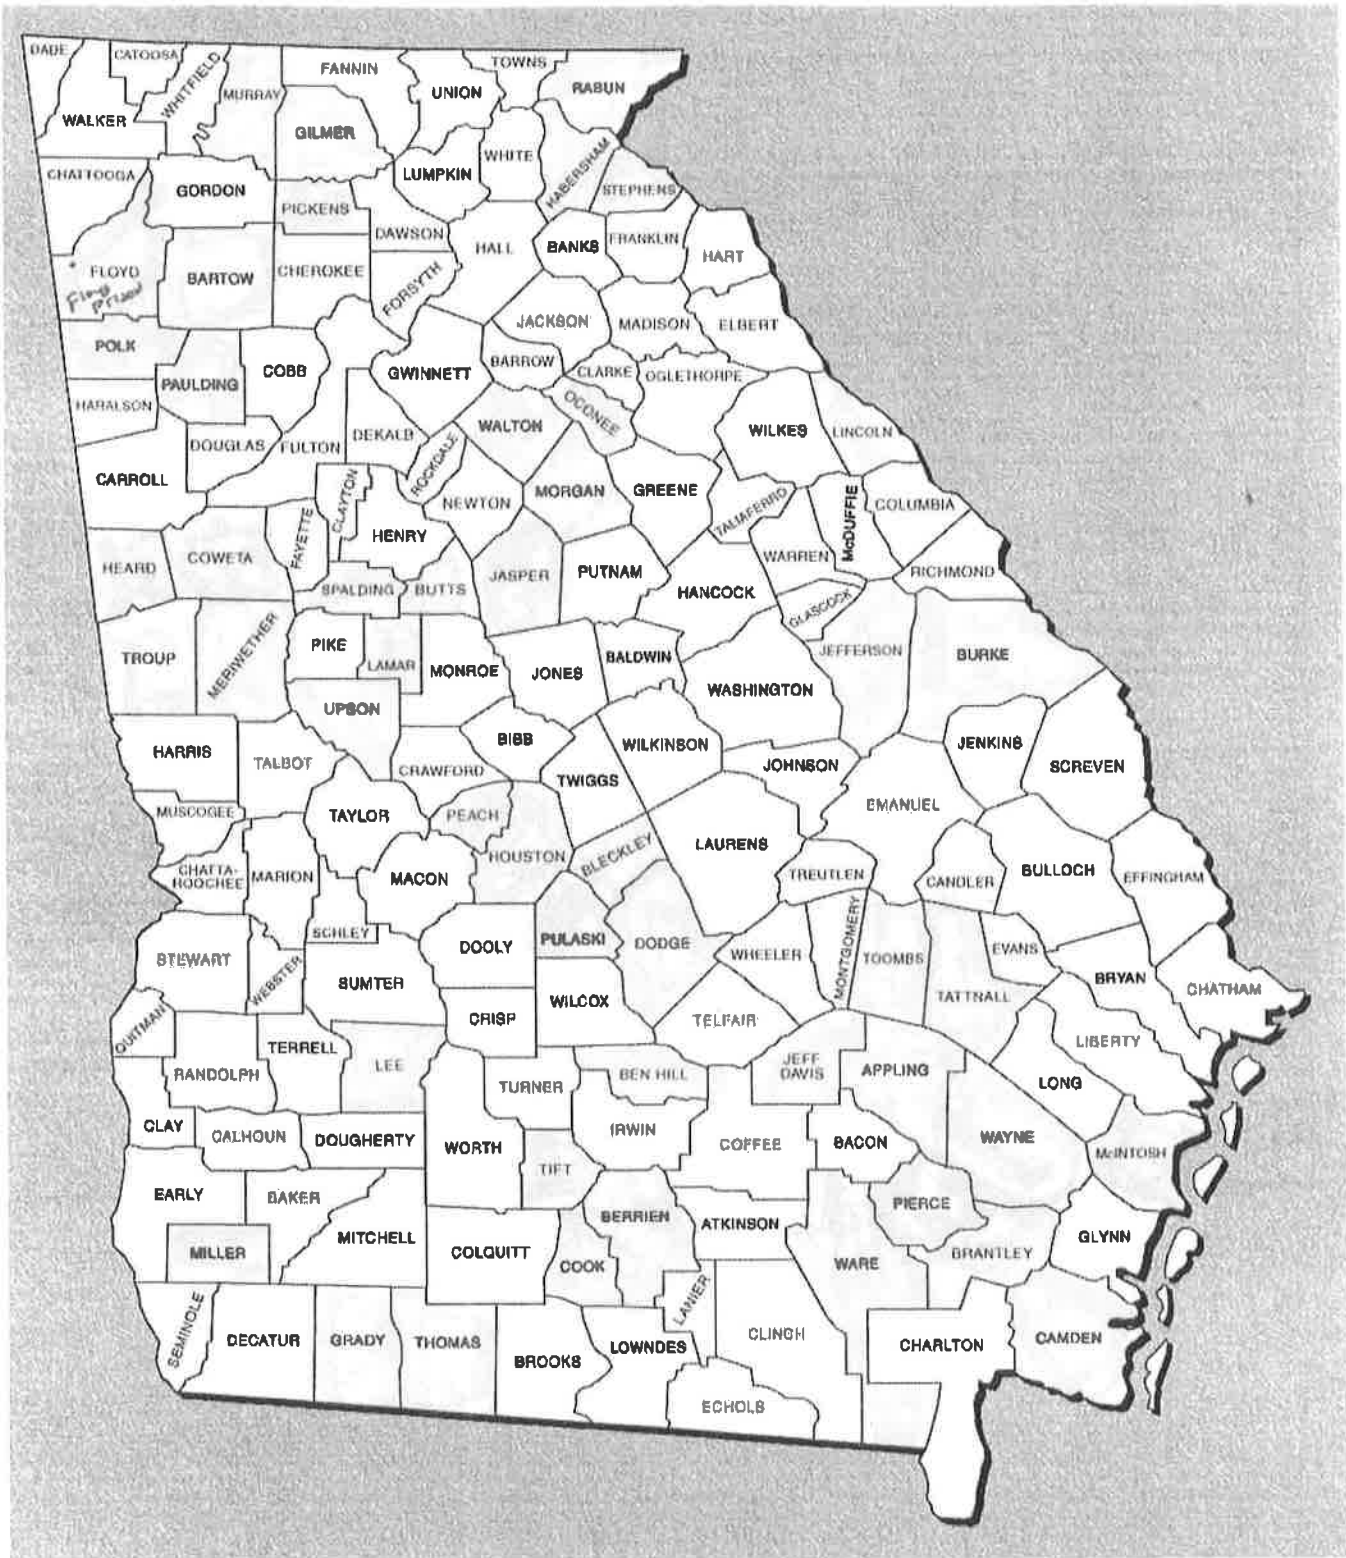 DADE
CATOOSA
WHITFIELD
MURRAY
FANNIN
UNION
TOWNS
RABUN
WALKER
GILMER
LUMPKIN
WHITE
HABERSHAM
STEPHENS
CHATTOOGA
GORDON
PICKENS
DAWSON
HALL
BANKS
FRANKLIN
HART
FLOYD
BARTOW
CHEROKEE
FORSYTH
JACKSON
MADISON
ELBERT
POLK
PAULDING
COBB
GWINNETT
BARROW
CLARKE
OGLETHORPE
HARALSON
DOUGLAS
FULTON
DEKALB
ROCKDALE
WALTON
OCONEE
WILKES
LINCOLN
CARROLL
CLAYTON
HENRY
NEWTON
MORGAN
GREENE
TALIAFERRO
McDUFFIE
COLUMBIA
HEARD
COWETA
FAYETTE
SPALDING
BUTTS
JASPER
PUTNAM
HANCOCK
WARREN
GLASCOCK
RICHMOND
TROUP
MERIWETHER
PIKE
LAMAR
MONROE
JONES
BALDWIN
WASHINGTON
JEFFERSON
BURKE
UPSON
HARRIS
TALBOT
CRAWFORD
BIBB
TWIGGS
WILKINSON
JOHNSON
JENKINS
SCREVEN
MUSCOGEE
TAYLOR
PEACH
HOUSTON
BLECKLEY
LAURENS
EMANUEL
CHATTA-
HOOCHEE
MARION
MACON
TREUTLEN
CANDLER
BULLOCH
EFFINGHAM
STEWART
WEBSTER
SCHLEY
SUMTER
DOOLY
PULASKI
DODGE
WHEELER
MONTGOMERY
TOOMBS
TATTNALL
EVANS
BRYAN
CHATHAM
QUITMAN
RANDOLPH
TERRELL
LEE
CRISP
WILCOX
TELFAIR
JEFF
DAVIS
APPLING
LONG
LIBERTY
CLAY
CALHOUN
DOUGHERTY
WORTH
TURNER
BEN HILL
IRWIN
COFFEE
BACON
WAYNE
McINTOSH
EARLY
BAKER
MITCHELL
TIFT
BERRIEN
ATKINSON
PIERCE
BRANTLEY
GLYNN
MILLER
COLQUITT
COOK
LANIER
WARE
SEMINOLE
DECATUR
GRADY
THOMAS
BROOKS
LOWNDES
CLINCH
ECHOLS
CHARLTON
CAMDEN